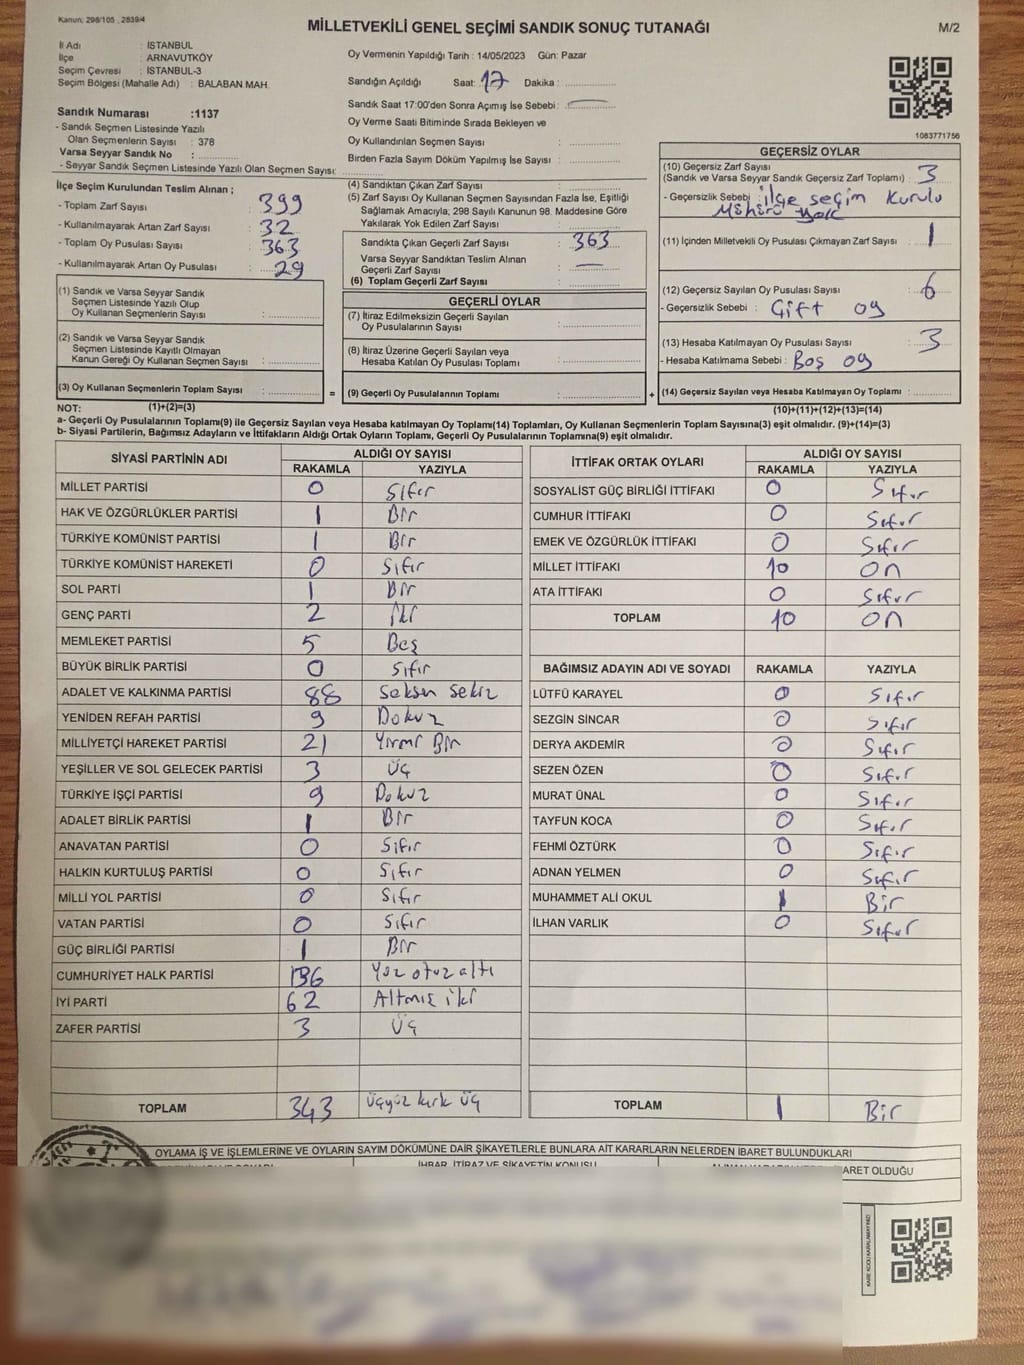 Kanun; 298/105 , 2839/4
MİLLETVEKİLİ GENEL SEÇİMİ SANDIK SONUÇ TUTANAĞI
M/2
İl Adı : İSTANBUL
İlçe : ARNAVUTKÖY
Seçim Çevresi : İSTANBUL-3
Seçim Bölgesi (Mahalle Adı) : BALABAN MAH.
Sandık Numarası :1137
- Sandık Seçmen Listesinde Yazılı
Olan Seçmenlerin Sayısı : 378
Varsa Seyyar Sandık No :
- Seyyar Sandık Seçmen Listesinde Yazılı Olan Seçmen Sayısı:
Oy Vermenin Yapıldığı Tarih : 14/05/2023 Gün: Pazar
Sandığın Açıldığı Saat: 17 Dakika :
Sandık Saat 17:00'den Sonra Açımış İse Sebebi :
Oy Verme Saati Bitiminde Sırada Bekleyen ve
Oy Kullandırılan Seçmen Sayısı :
Birden Fazla Sayım Döküm Yapılmış İse Sayısı :
1083771756
İlçe Seçim Kurulundan Teslim Alınan ;
- Toplam Zarf Sayısı : 399
- Kullanılmayarak Artan Zarf Sayısı : 32
- Toplam Oy Pusulası Sayısı : 363
- Kullanılmayarak Artan Oy Pusulası : 29
(1) Sandık ve Varsa Seyyar Sandık
Seçmen Listesinde Yazılı Olup
Oy Kullanan Seçmenlerin Sayısı :
(2) Sandık ve Varsa Seyyar Sandık
Seçmen Listesinde Kayıtlı Olmayan
Kanun Gereği Oy Kullanan Seçmen Sayısı :
(3) Oy Kullanan Seçmenlerin Toplam Sayısı :
(4) Sandıktan Çıkan Zarf Sayısı :
(5) Zarf Sayısı Oy Kullanan Seçmen Sayısından Fazla İse, Eşitliği
Sağlamak Amacıyla, 298 Sayılı Kanunun 98. Maddesine Göre
Yakılarak Yok Edilen Zarf Sayısı :
Sandıkta Çıkan Geçerli Zarf Sayısı : 363
Varsa Seyyar Sandıktan Teslim Alınan
Geçerli Zarf Sayısı :
(6) Toplam Geçerli Zarf Sayısı :
GEÇERLİ OYLAR
(7) İtiraz Edilmeksizin Geçerli Sayılan
Oy Pusulalarının Sayısı :
(8) İtiraz Üzerine Geçerli Sayılan veya
Hesaba Katılan Oy Pusulası Toplamı :
= (9) Geçerli Oy Pusulalarının Toplamı :
GEÇERSİZ OYLAR
(10) Geçersiz Zarf Sayısı
(Sandık ve Varsa Seyyar Sandık Geçersiz Zarf Toplamı) : 3
- Geçersizlik Sebebi : ilçe seçim Kurulu
Mührü yok
(11) İçinden Milletvekili Oy Pusulası Çıkmayan Zarf Sayısı : 1
(12) Geçersiz Sayılan Oy Pusulası Sayısı : 6
- Geçersizlik Sebebi : Çift oy
(13) Hesaba Katılmayan Oy Pusulası Sayısı : 3
- Hesaba Katılmama Sebebi : Boş oy
+ (14) Geçersiz Sayılan veya Hesaba Katılmayan Oy Toplamı :
NOT: (1)+(2)=(3)
(10)+(11)+(12)+(13)=(14)
a- Geçerli Oy Pusulalarının Toplamı(9) ile Geçersiz Sayılan veya Hesaba katılmayan Oy Toplamı(14) Toplamları, Oy Kullanan Seçmenlerin Toplam Sayısına(3) eşit olmalıdır. (9)+(14)=(3)
b- Siyasi Partilerin, Bağımsız Adayların ve İttifakların Aldığı Ortak Oyların Toplamı, Geçerli Oy Pusulalarının Toplamına(9) eşit olmalıdır.
SİYASİ PARTİNİN ADI ALDIĞI OY SAYISI
RAKAMLA YAZIYLA
MİLLET PARTİSİ 0 Sıfır
HAK VE ÖZGÜRLÜKLER PARTİSİ 1 Bir
TÜRKİYE KOMÜNİST PARTİSİ 1 Bir
TÜRKİYE KOMÜNİST HAREKETİ 0 Sıfır
SOL PARTİ 1 Bir
GENÇ PARTİ 2 İki
MEMLEKET PARTİSİ 5 Beş
BÜYÜK BİRLİK PARTİSİ 0 Sıfır
ADALET VE KALKINMA PARTİSİ 88 Seksen Sekiz
YENİDEN REFAH PARTİSİ 9 Dokuz
MİLLİYETÇİ HAREKET PARTİSİ 21 Yirmi Bir
YEŞİLLER VE SOL GELECEK PARTİSİ 3 Üç
TÜRKİYE İŞÇİ PARTİSİ 9 Dokuz
ADALET BİRLİK PARTİSİ 1 Bir
ANAVATAN PARTİSİ 0 Sıfır
HALKIN KURTULUŞ PARTİSİ 0 Sıfır
MİLLİ YOL PARTİSİ 0 Sıfır
VATAN PARTİSİ 0 Sıfır
GÜÇ BİRLİĞİ PARTİSİ 1 Bir
CUMHURİYET HALK PARTİSİ 136 Yüz otuz altı
İYİ PARTİ 62 Altmış iki
ZAFER PARTİSİ 3 Üç
TOPLAM 343 Üçyüz kırk üç
İTTİFAK ORTAK OYLARI ALDIĞI OY SAYISI
RAKAMLA YAZIYLA
SOSYALİST GÜÇ BİRLİĞİ İTTİFAKI 0 Sıfır
CUMHUR İTTİFAKI 0 Sıfır
EMEK VE ÖZGÜRLÜK İTTİFAKI 0 Sıfır
MİLLET İTTİFAKI 10 On
ATA İTTİFAKI 0 Sıfır
TOPLAM 10 On
BAĞIMSIZ ADAYIN ADI VE SOYADI RAKAMLA YAZIYLA
LÜTFÜ KARAYEL 0 Sıfır
SEZGİN SİNCAR 0 Sıfır
DERYA AKDEMİR 0 Sıfır
SEZEN ÖZEN 0 Sıfır
MURAT ÜNAL 0 Sıfır
TAYFUN KOCA 0 Sıfır
FEHMİ ÖZTÜRK 0 Sıfır
ADNAN YELMEN 0 Sıfır
MUHAMMET ALİ OKUL 1 Bir
İLHAN VARLIK 0 Sıfır
TOPLAM 1 Bir
OYLAMA İŞ VE İŞLEMLERİNE VE OYLARIN SAYIM DÖKÜMÜNE DAİR ŞİKAYETLERLE BUNLARA AİT KARARLARIN NELERDEN İBARET BULUNDUKLARI
İHBAR, İTİRAZ VE ŞİKAYETİN KONUSU